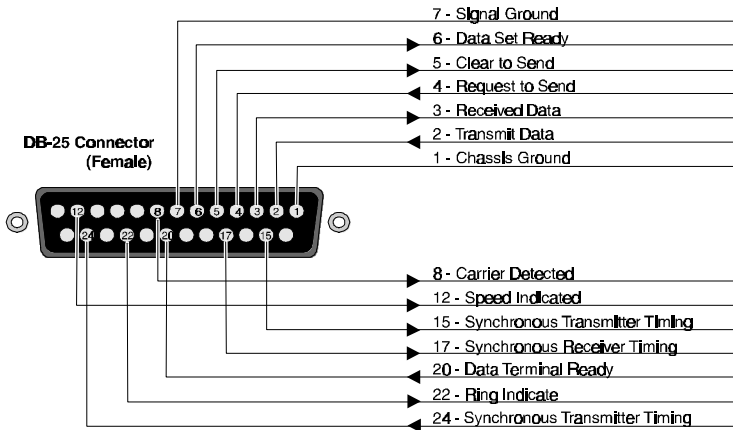 7 - Signal Ground
6 - Data Set Ready
5 - Clear to Send
4 - Request to Send
3 - Received Data
2 - Transmit Data
1 - Chassis Ground
DB-25 Connector
(Female)
12 8 7 6 5 4 3 2 1
24 22 20 17 15
8 - Carrier Detected
12 - Speed Indicated
15 - Synchronous Transmitter Timing
17 - Synchronous Receiver Timing
20 - Data Terminal Ready
22 - Ring Indicate
24 - Synchronous Transmitter Timing